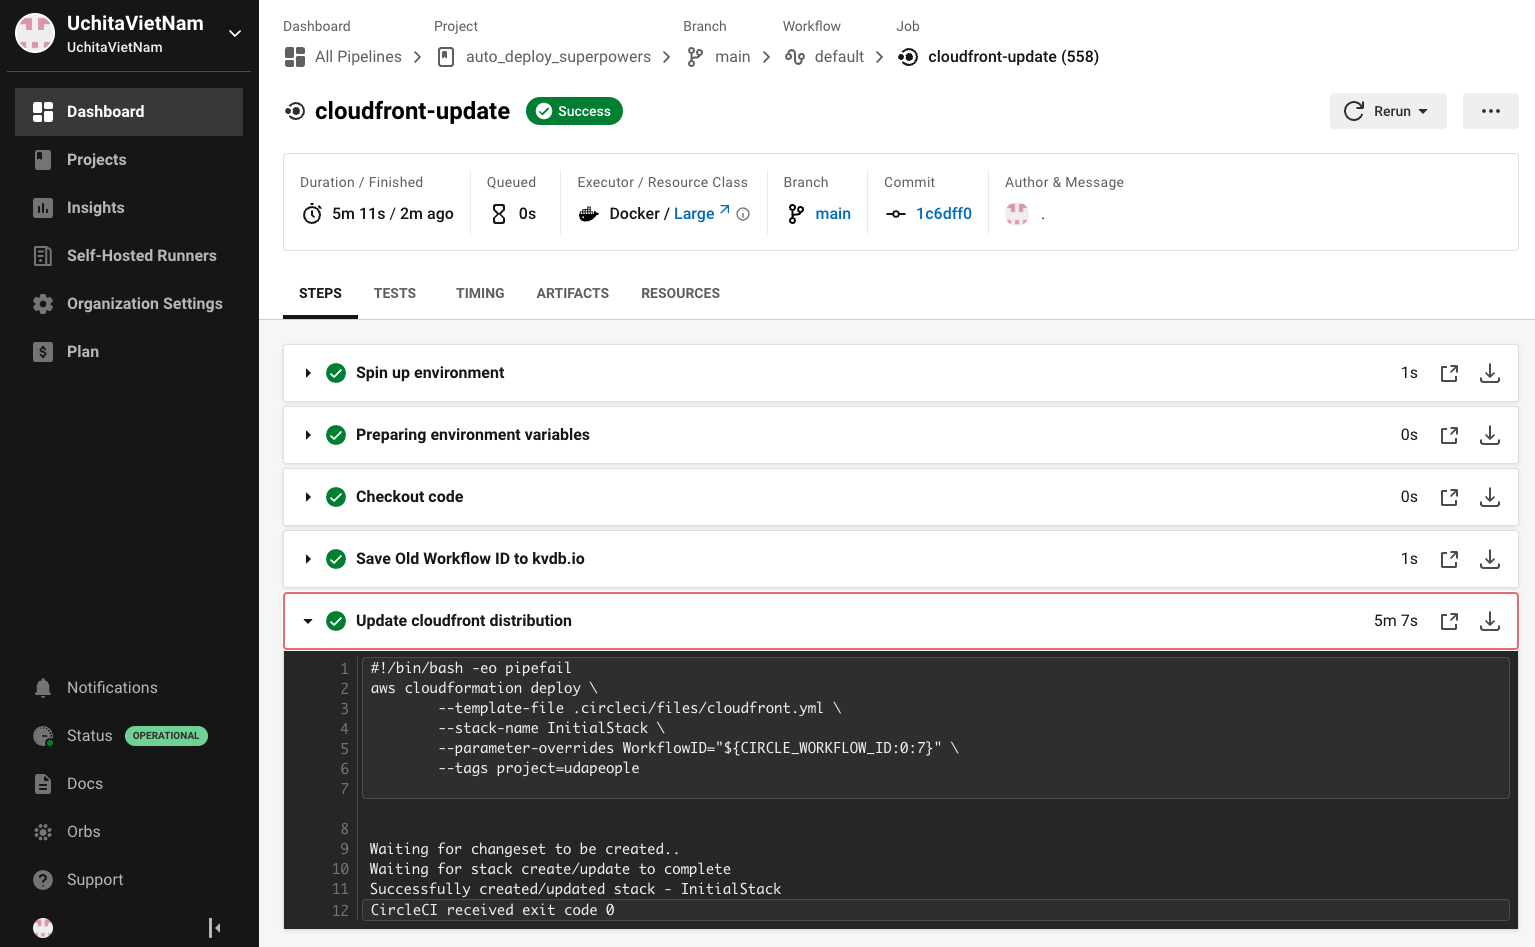 UchitaVietNam
UchitaVietNam
Dashboard
Projects
Insights
Self-Hosted Runners
Organization Settings
$ Plan
Notifications
Status OPERATIONAL
Docs
Orbs
? Support
Dashboard Project Branch Workflow Job
All Pipelines auto_deploy_superpowers main default cloudfront-update (558)
cloudfront-update Success Rerun
Duration / Finished Queued Executor / Resource Class Branch Commit Author & Message
5m 11s / 2m ago 0s Docker / Large main 1c6dff0 .
STEPS TESTS TIMING ARTIFACTS RESOURCES
Spin up environment 1s
Preparing environment variables 0s
Checkout code 0s
Save Old Workflow ID to kvdb.io 1s
Update cloudfront distribution 5m 7s
1 #!/bin/bash -eo pipefail
2 aws cloudformation deploy \
3 --template-file .circleci/files/cloudfront.yml \
4 --stack-name InitialStack \
5 --parameter-overrides WorkflowID="${CIRCLE_WORKFLOW_ID:0:7}" \
6 --tags project=udapeople
7
8
9 Waiting for changeset to be created..
10 Waiting for stack create/update to complete
11 Successfully created/updated stack - InitialStack
12 CircleCI received exit code 0